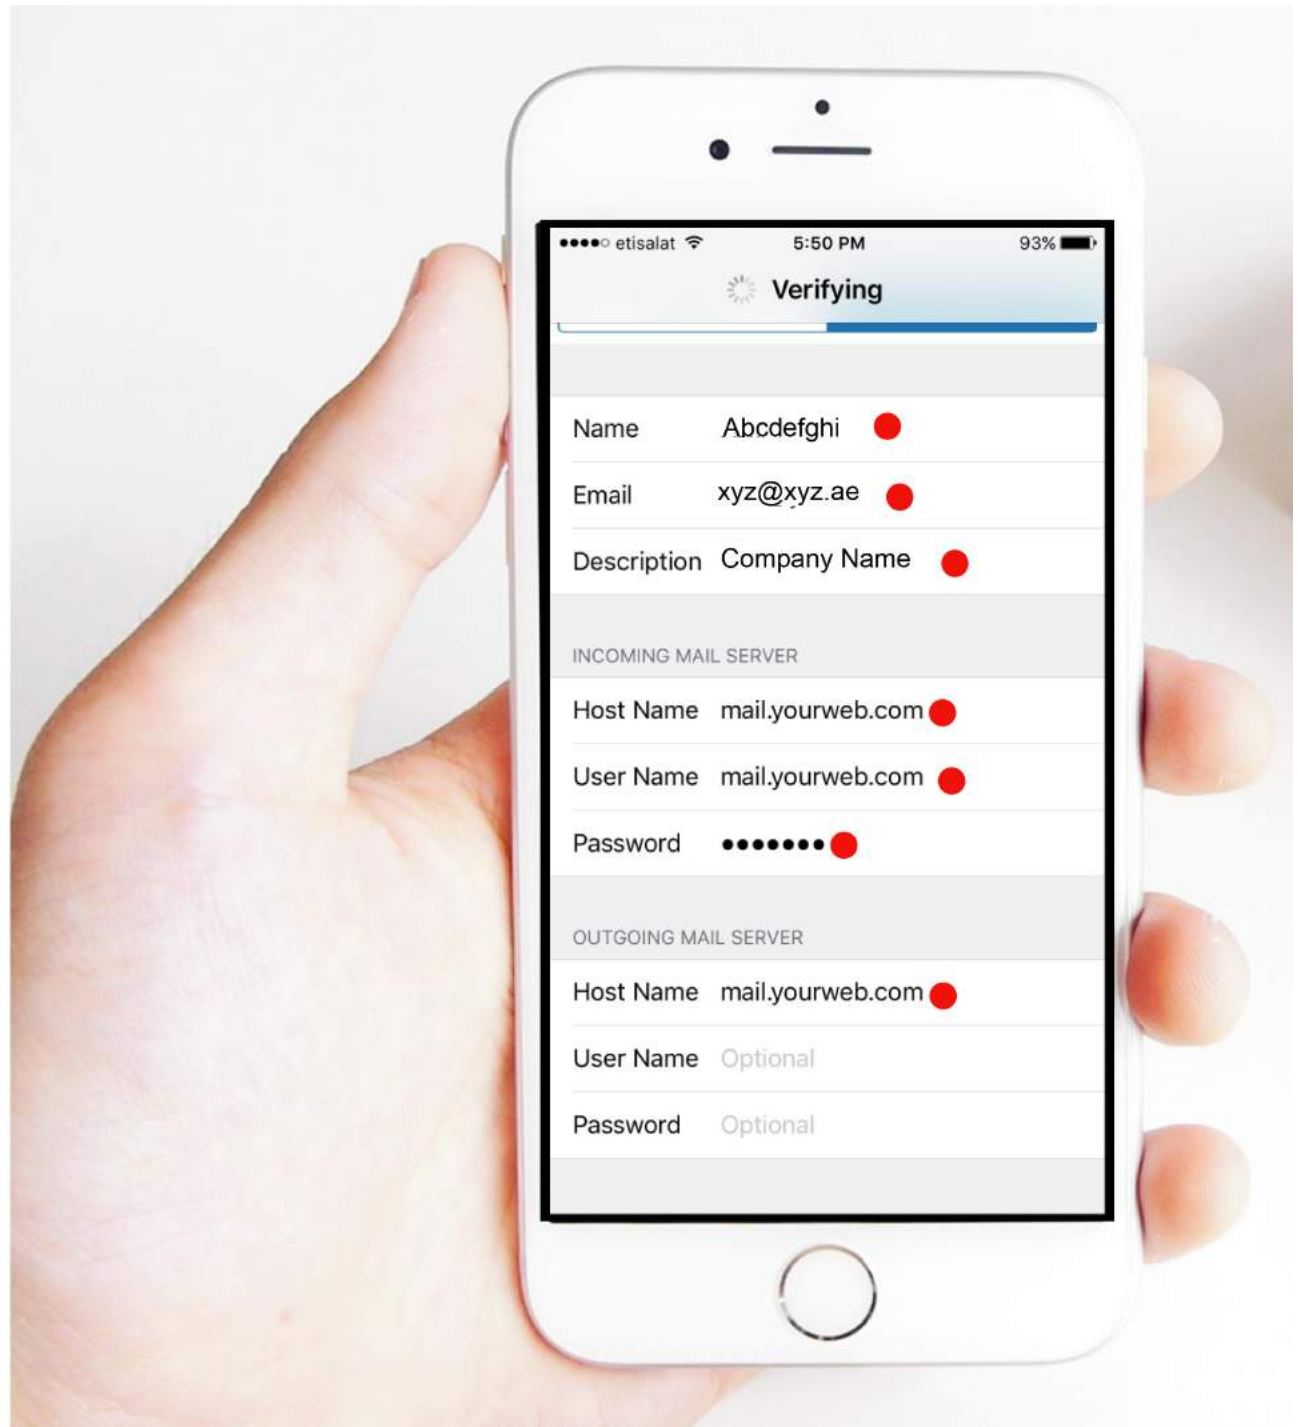 etisalat 5:50 PM 93%
Verifying
Name Abcdefghi
Email xyz@xyz.ae
Description Company Name
INCOMING MAIL SERVER
Host Name mail.yourweb.com
User Name mail.yourweb.com
Password •••••••
OUTGOING MAIL SERVER
Host Name mail.yourweb.com
User Name Optional
Password Optional